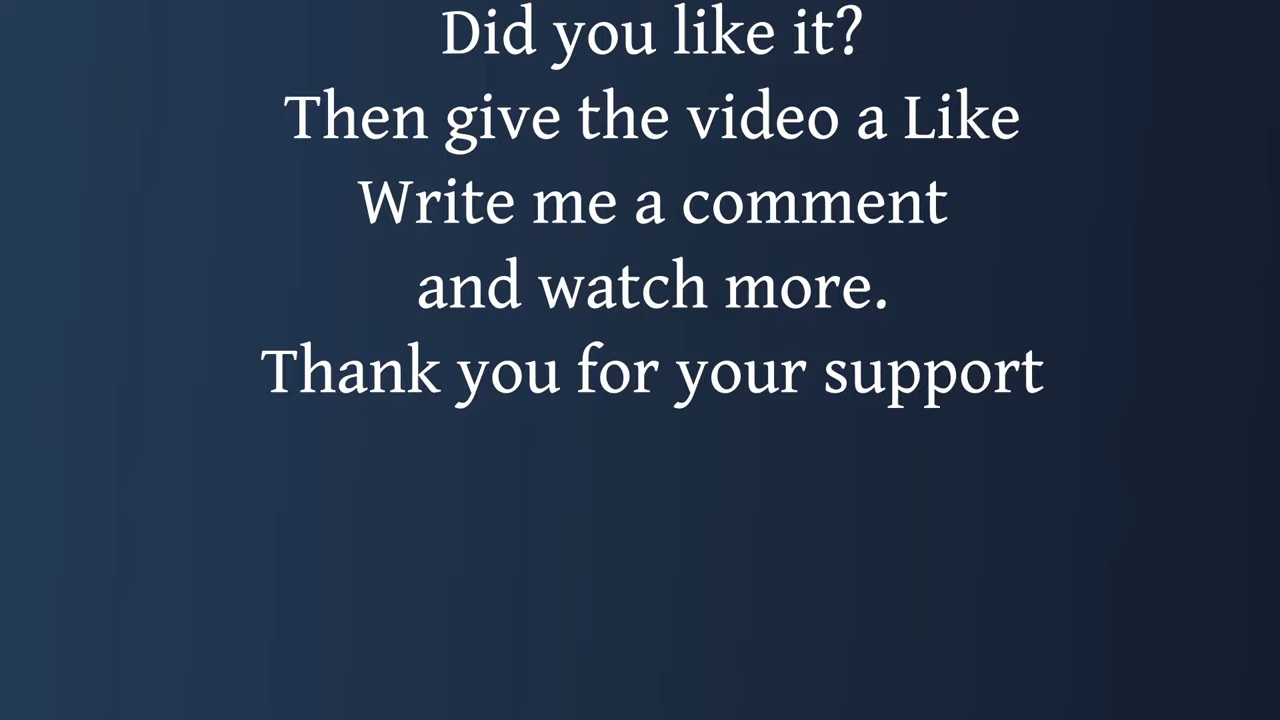 Did you like it?
Then give the video a Like
Write me a comment
and watch more.
Thank you for your support